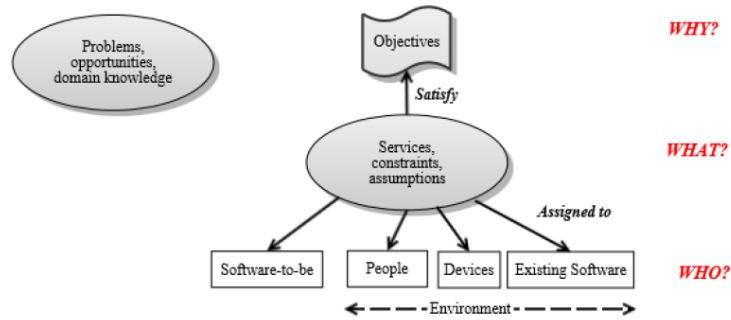 Problems,
opportunities,
domain knowledge
Objectives
WHY?
Satisfy
Services,
constraints,
assumptions
WHAT?
Assigned to
Software-to-be
People
Devices
Existing Software
WHO?
Environment